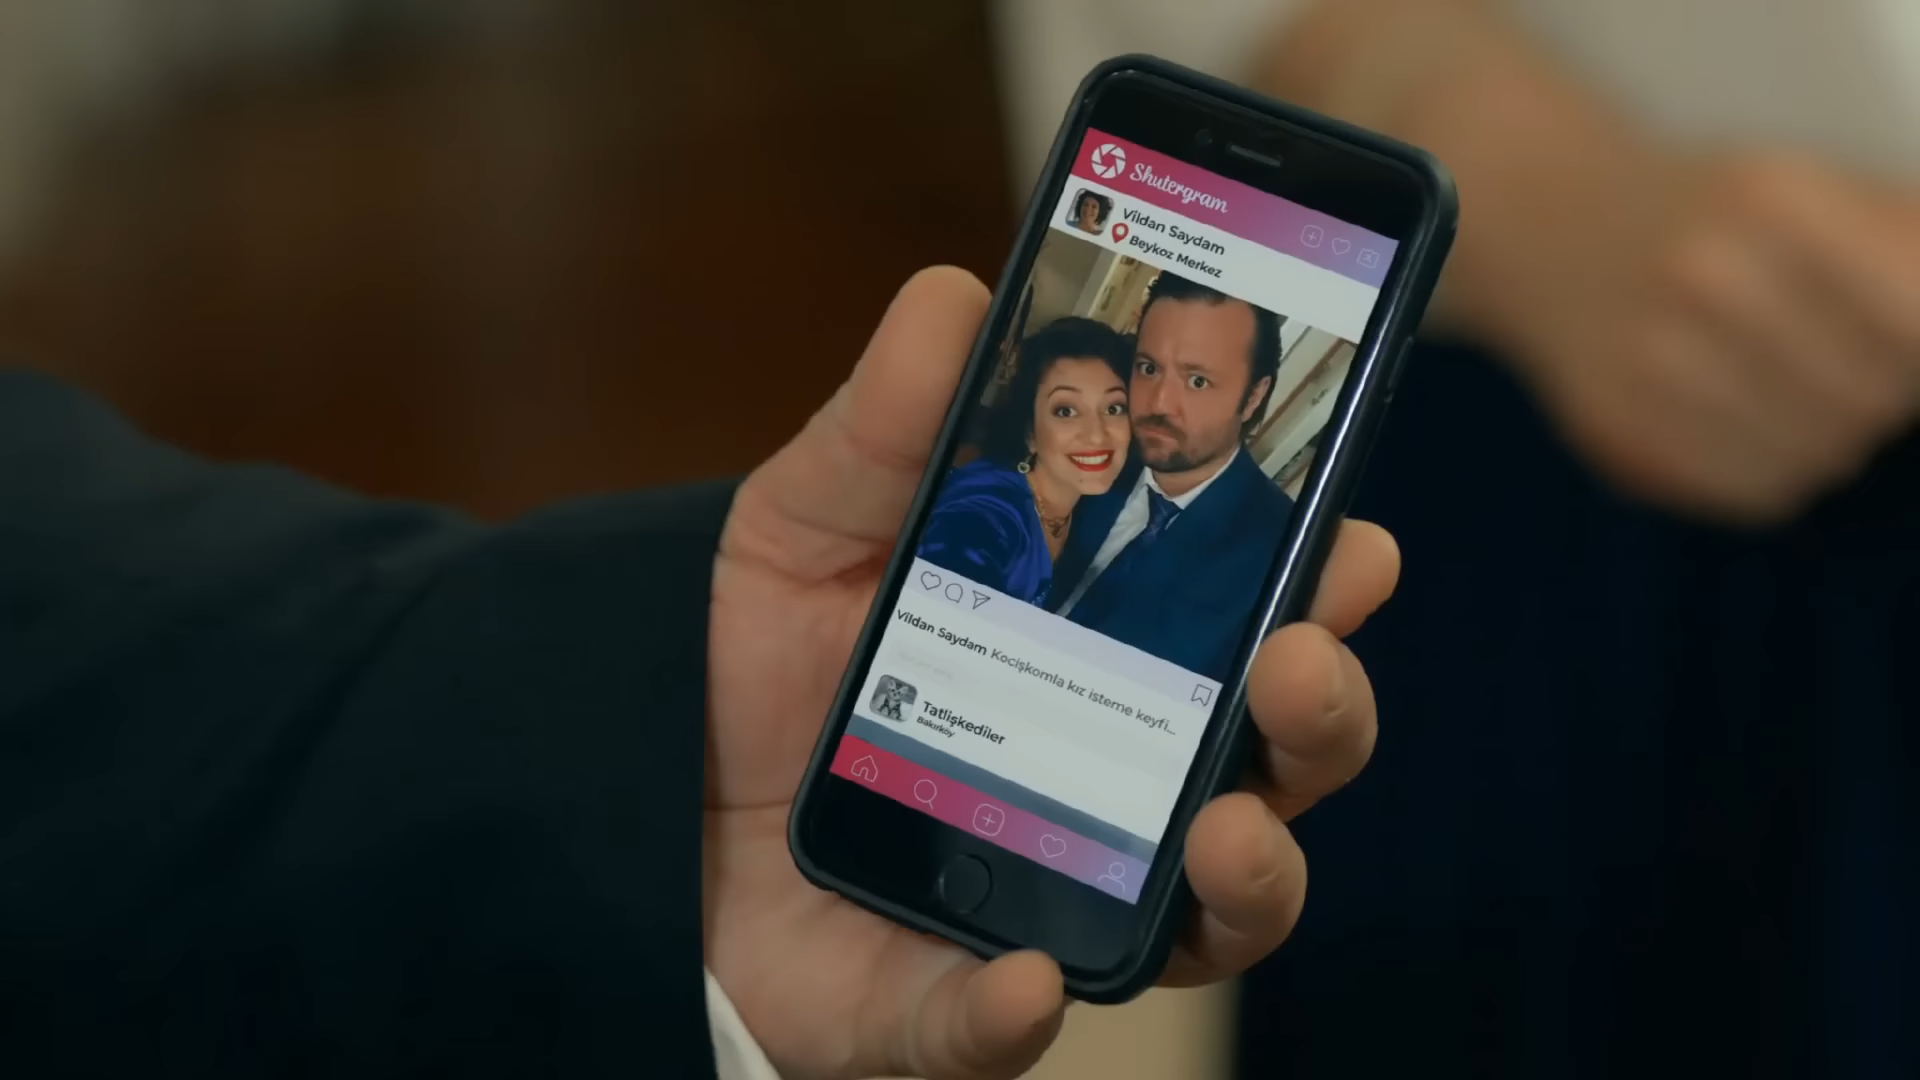 Shutergram
Vildan Saydam
Beykoz Merkez
Vildan Saydam Kocişkomla kız isteme keyfi...
Tatlişkediler
Bakırköy